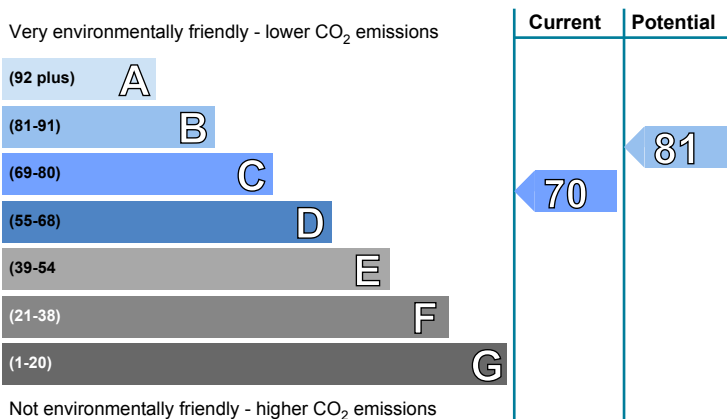 Very environmentally friendly - lower CO2 emissions
Current
Potential
(92 plus) A
(81-91) B
81
(69-80) C
70
(55-68) D
(39-54 E
(21-38) F
(1-20) G
Not environmentally friendly - higher CO2 emissions